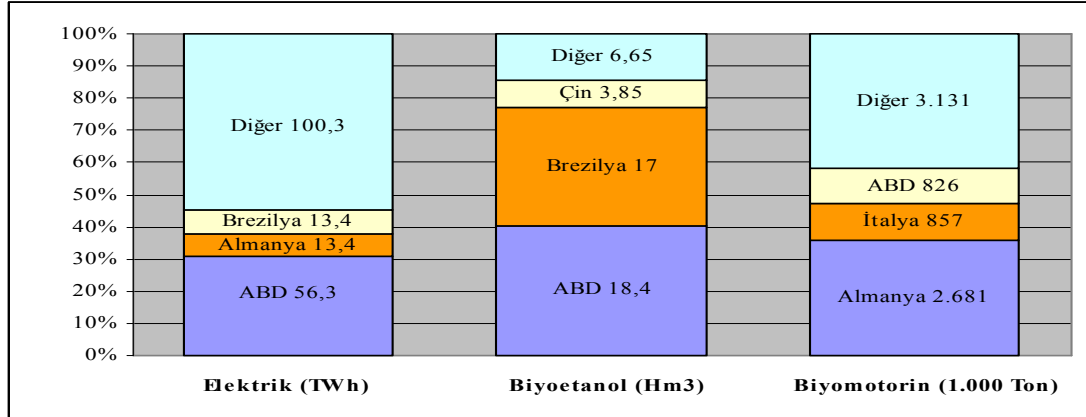 100%
90%
80%
70%
60%
50%
40%
30%
20%
10%
0%
Diğer 100,3
Brezilya 13,4
Almanya 13,4
ABD 56,3
Diğer 6,65
Çin 3,85
Brezilya 17
ABD 18,4
Diğer 3.131
ABD 826
İtalya 857
Almanya 2.681
Elektrik (TWh)
Biyoetanol (Hm3)
Biyomotorin (1.000 Ton)